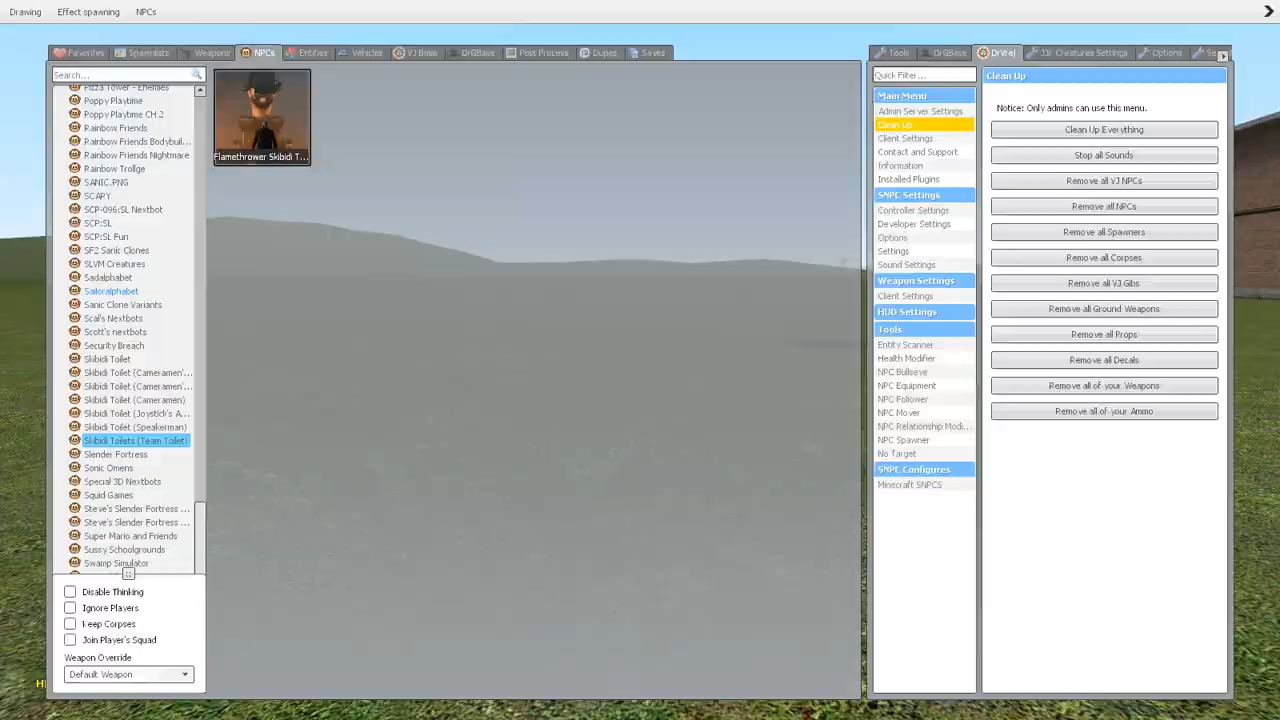 Drawing Effect spawning NPCs
Favorites Spawnlists Weapons NPCs Entities Vehicles VJ Base DrGBase Post Process Dupes Saves
Search...
Pizza Tower - Enemies
Poppy Playtime
Poppy Playtime CH 2
Rainbow Friends
Rainbow Friends Bodybuil...
Rainbow Friends Nightmare
Rainbow Trollge
SANIC.PNG
SCARY
SCP-096:SL Nextbot
SCP:SL
SCP:SL Fun
SF2 Sanic Clones
SLVM Creatures
Sadalphabet
Sailoralphabet
Sanic Clone Variants
Scal's Nextbots
Scott's nextbots
Security Breach
Skibidi Toilet
Skibidi Toilet (Cameramen'...
Skibidi Toilet (Cameramen'...
Skibidi Toilet (Cameramen)
Skibidi Toilet (Joystick's A...
Skibidi Toilet (Speakerman)
Skibidi Toilets (Team Toilet)
Slender Fortress
Sonic Omens
Special 3D Nextbots
Squid Games
Steve's Slender Fortress ...
Steve's Slender Fortress ...
Super Mario and Friends
Sussy Schoolgrounds
Swamp Simulator
Disable Thinking
Ignore Players
Keep Corpses
Join Player's Squad
Weapon Override
Default Weapon
Flamethrower Skibidi T...
Tools DrGBase DrVrej JJK Creatures Settings Options
Quick Filter...
Main Menu
Admin Server Settings
Clean Up
Client Settings
Contact and Support
Information
Installed Plugins
SNPC Settings
Controller Settings
Developer Settings
Options
Settings
Sound Settings
Weapon Settings
Client Settings
HUD Settings
Tools
Entity Scanner
Health Modifier
NPC Bullseye
NPC Equipment
NPC Follower
NPC Mover
NPC Relationship Modi...
NPC Spawner
No Target
SNPC Configures
Minecraft SNPCS
Clean Up
Notice: Only admins can use this menu.
Clean Up Everything
Stop all Sounds
Remove all VJ NPCs
Remove all NPCs
Remove all Spawners
Remove all Corpses
Remove all VJ Gibs
Remove all Ground Weapons
Remove all Props
Remove all Decals
Remove all of your Weapons
Remove all of your Ammo